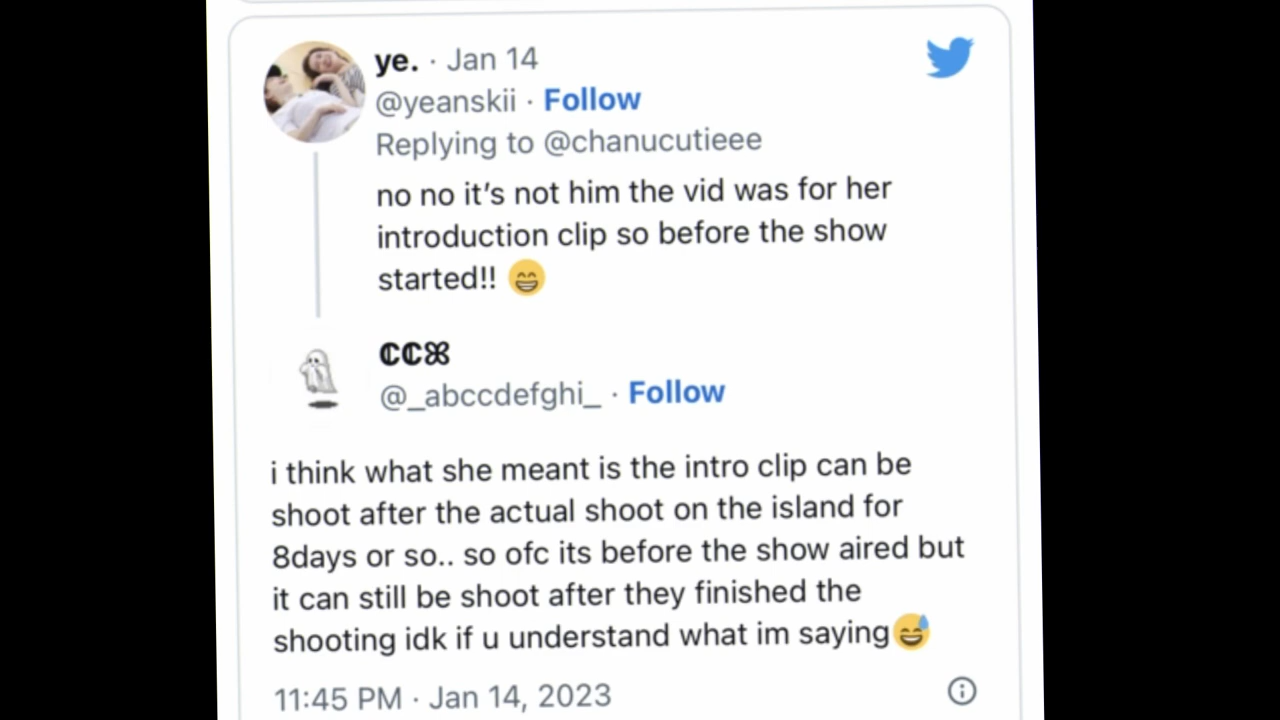 ye. · Jan 14
@yeanskii · Follow
Replying to @chanucutieee
no no it’s not him the vid was for her
introduction clip so before the show
started!! 😁
ℂℂ⌘
@_abccdefghi_ · Follow
i think what she meant is the intro clip can be
shoot after the actual shoot on the island for
8days or so.. so ofc its before the show aired but
it can still be shoot after they finished the
shooting idk if u understand what im saying😅
11:45 PM · Jan 14, 2023